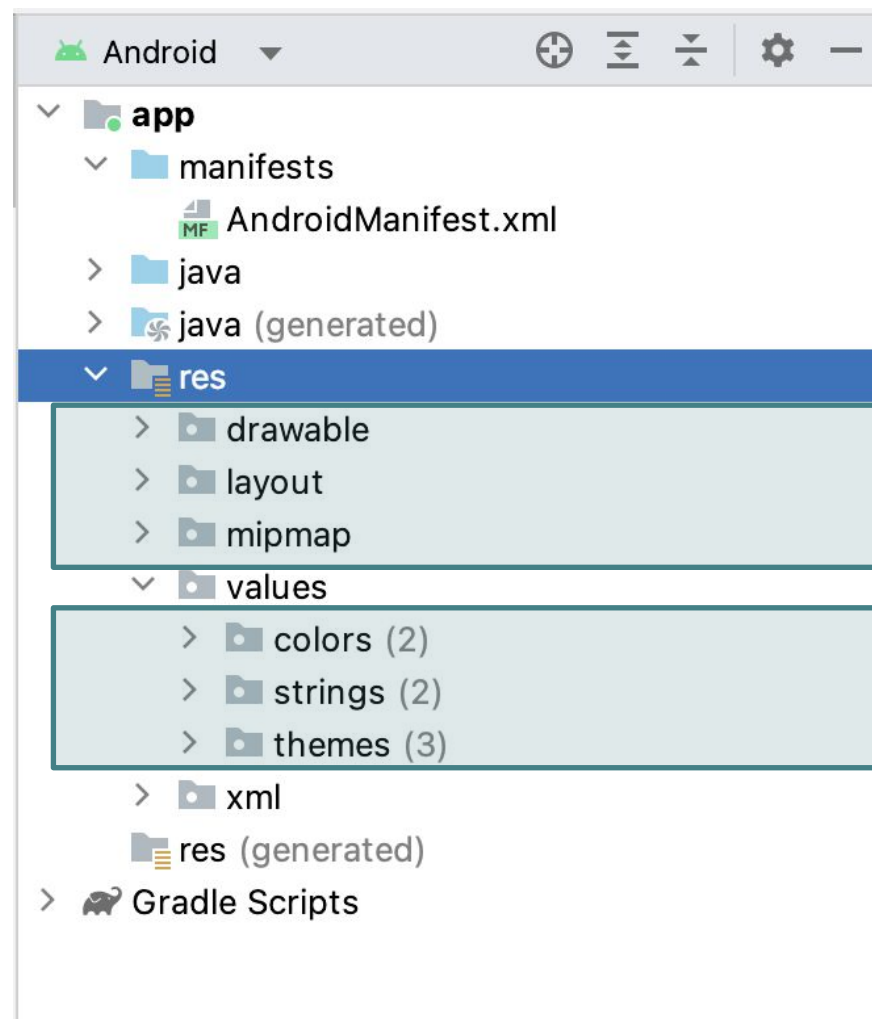 Android
app
manifests
MF AndroidManifest.xml
java
java (generated)
res
drawable
layout
mipmap
values
colors (2)
strings (2)
themes (3)
xml
res (generated)
Gradle Scripts